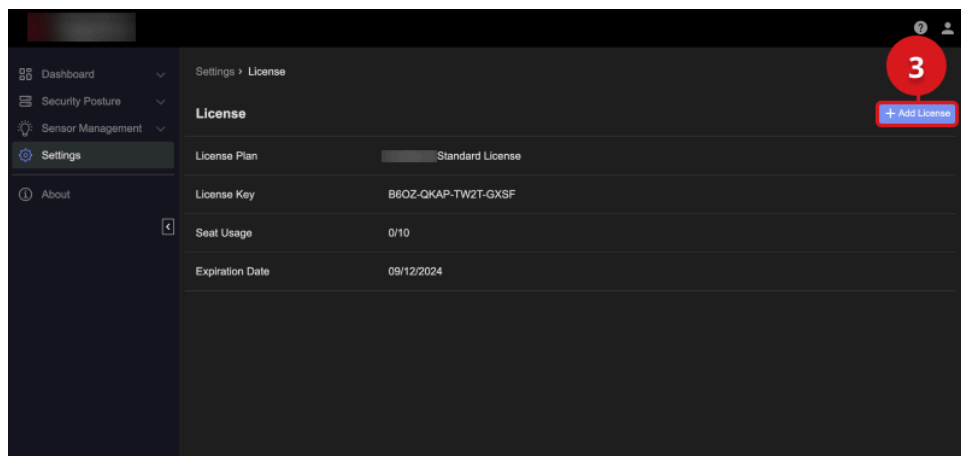 3
Dashboard
Security Posture
Sensor Management
Settings
About
Settings > License
License
+ Add License
License Plan Standard License
License Key B6OZ-QKAP-TW2T-GXSF
Seat Usage 0/10
Expiration Date 09/12/2024